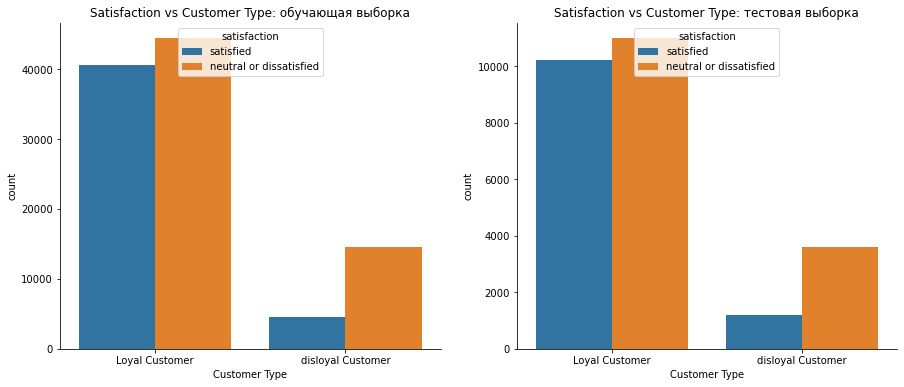 Satisfaction vs Customer Type: обучающая выборка
satisfaction
satisfied
neutral or dissatisfied
40000
30000
20000
10000
0
count
Loyal Customer
disloyal Customer
Customer Type
Satisfaction vs Customer Type: тестовая выборка
satisfaction
satisfied
neutral or dissatisfied
10000
8000
6000
4000
2000
0
count
Loyal Customer
disloyal Customer
Customer Type